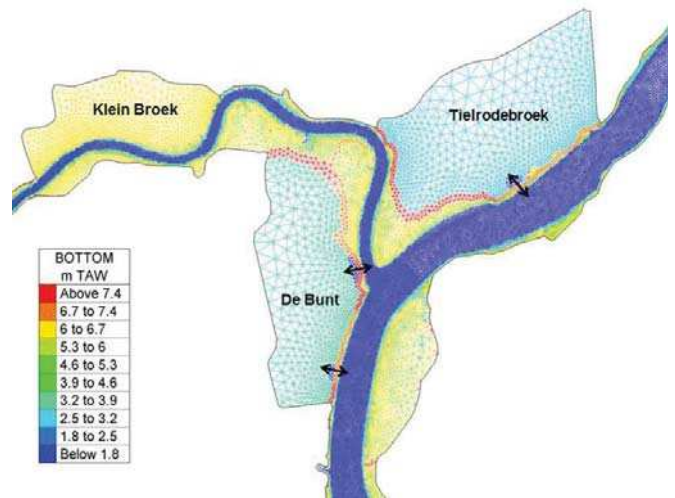 Klein Broek
Tielrodebroek
De Bunt
BOTTOM
m TAW
Above 7.4
6.7 to 7.4
6 to 6.7
5.3 to 6
4.6 to 5.3
3.9 to 4.6
3.2 to 3.9
2.5 to 3.2
1.8 to 2.5
Below 1.8